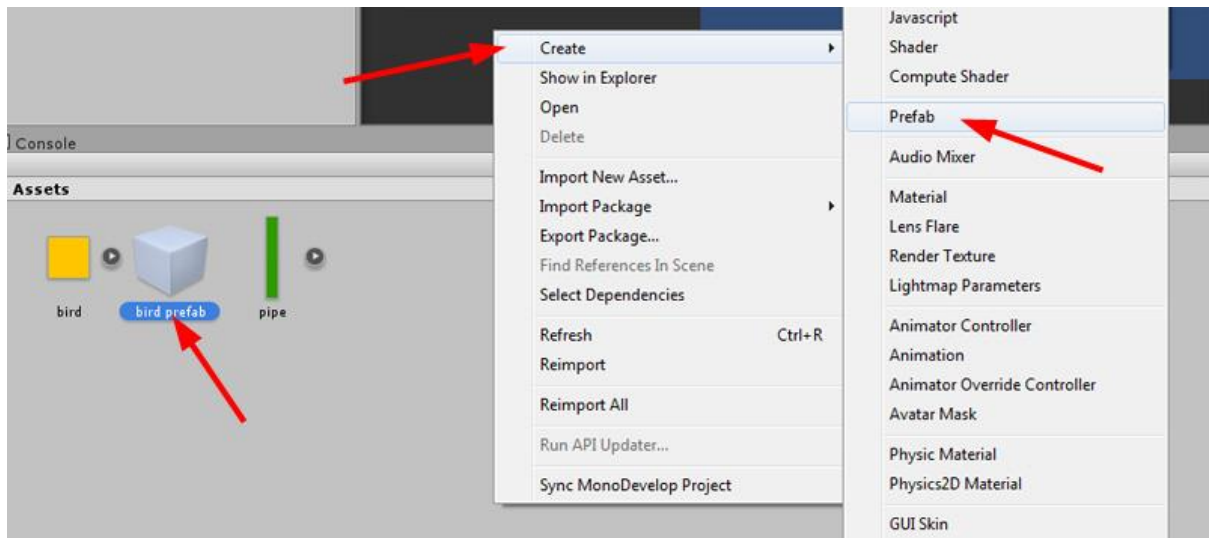 Console
Assets
bird
bird prefab
pipe
Create
Show in Explorer
Open
Delete
Import New Asset...
Import Package
Export Package...
Find References In Scene
Select Dependencies
Refresh Ctrl+R
Reimport
Reimport All
Run API Updater...
Sync MonoDevelop Project
Javascript
Shader
Compute Shader
Prefab
Audio Mixer
Material
Lens Flare
Render Texture
Lightmap Parameters
Animator Controller
Animation
Animator Override Controller
Avatar Mask
Physic Material
Physics2D Material
GUI Skin